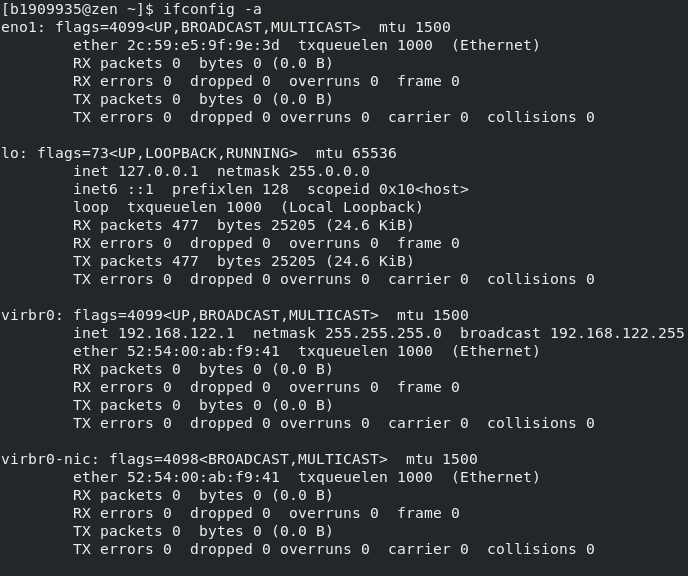 [b1909935@zen ~]$ ifconfig -a
eno1: flags=4099<UP,BROADCAST,MULTICAST>  mtu 1500
        ether 2c:59:e5:9f:9e:3d  txqueuelen 1000  (Ethernet)
        RX packets 0  bytes 0 (0.0 B)
        RX errors 0  dropped 0  overruns 0  frame 0
        TX packets 0  bytes 0 (0.0 B)
        TX errors 0  dropped 0 overruns 0  carrier 0  collisions 0

lo: flags=73<UP,LOOPBACK,RUNNING>  mtu 65536
        inet 127.0.0.1  netmask 255.0.0.0
        inet6 ::1  prefixlen 128  scopeid 0x10<host>
        loop  txqueuelen 1000  (Local Loopback)
        RX packets 477  bytes 25205 (24.6 KiB)
        RX errors 0  dropped 0  overruns 0  frame 0
        TX packets 477  bytes 25205 (24.6 KiB)
        TX errors 0  dropped 0 overruns 0  carrier 0  collisions 0

virbr0: flags=4099<UP,BROADCAST,MULTICAST>  mtu 1500
        inet 192.168.122.1  netmask 255.255.255.0  broadcast 192.168.122.255
        ether 52:54:00:ab:f9:41  txqueuelen 1000  (Ethernet)
        RX packets 0  bytes 0 (0.0 B)
        RX errors 0  dropped 0  overruns 0  frame 0
        TX packets 0  bytes 0 (0.0 B)
        TX errors 0  dropped 0 overruns 0  carrier 0  collisions 0

virbr0-nic: flags=4098<BROADCAST,MULTICAST>  mtu 1500
        ether 52:54:00:ab:f9:41  txqueuelen 1000  (Ethernet)
        RX packets 0  bytes 0 (0.0 B)
        RX errors 0  dropped 0  overruns 0  frame 0
        TX packets 0  bytes 0 (0.0 B)
        TX errors 0  dropped 0 overruns 0  carrier 0  collisions 0